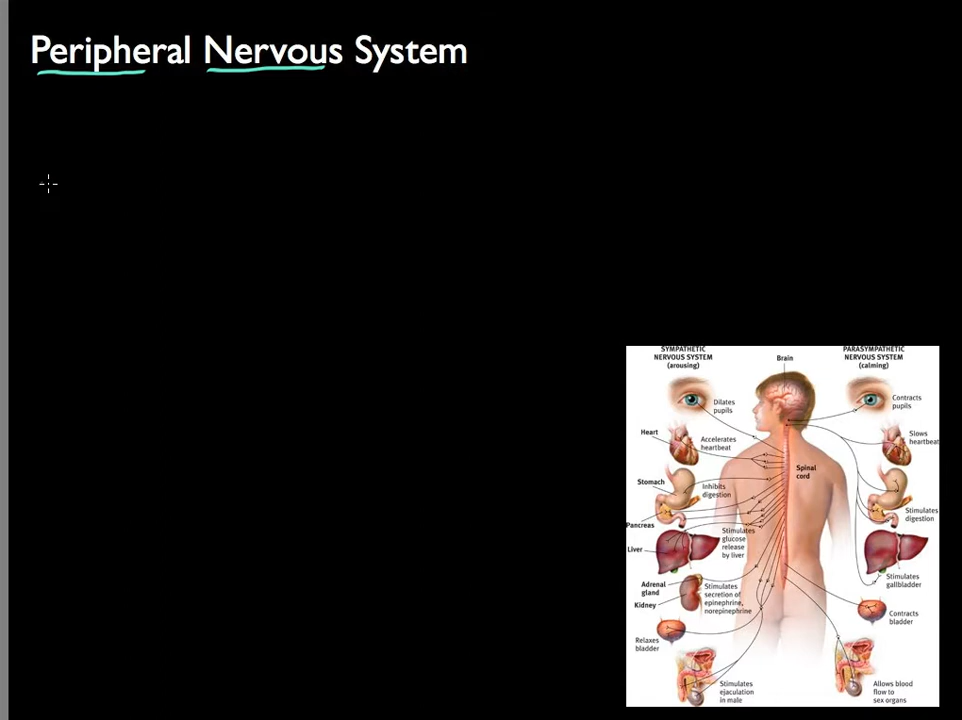 Peripheral Nervous System
SYMPATHETIC
NERVOUS SYSTEM
(arousing)
Brain
PARASYMPATHETIC
NERVOUS SYSTEM
(calming)
Dilates
pupils
Contracts
pupils
Heart
Accelerates
heartbeat
Slows
heartbeat
Spinal
cord
Stomach
Inhibits
digestion
Pancreas
Stimulates
digestion
Liver
Stimulates
glucose
release
by liver
Stimulates
gallbladder
Adrenal
gland
Kidney
Stimulates
secretion of
epinephrine,
norepinephrine
Contracts
bladder
Relaxes
bladder
Stimulates
ejaculation
in male
Allows blood
flow to
sex organs